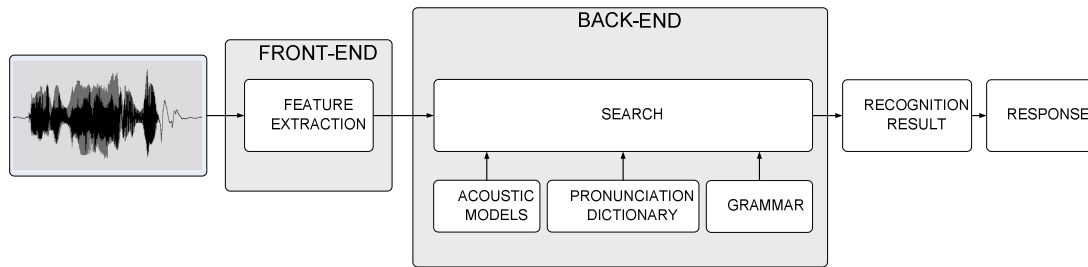 BACK-END
FRONT-END
FEATURE
EXTRACTION
SEARCH
RECOGNITION
RESULT
RESPONSE
ACOUSTIC
MODELS
PRONUNCIATION
DICTIONARY
GRAMMAR